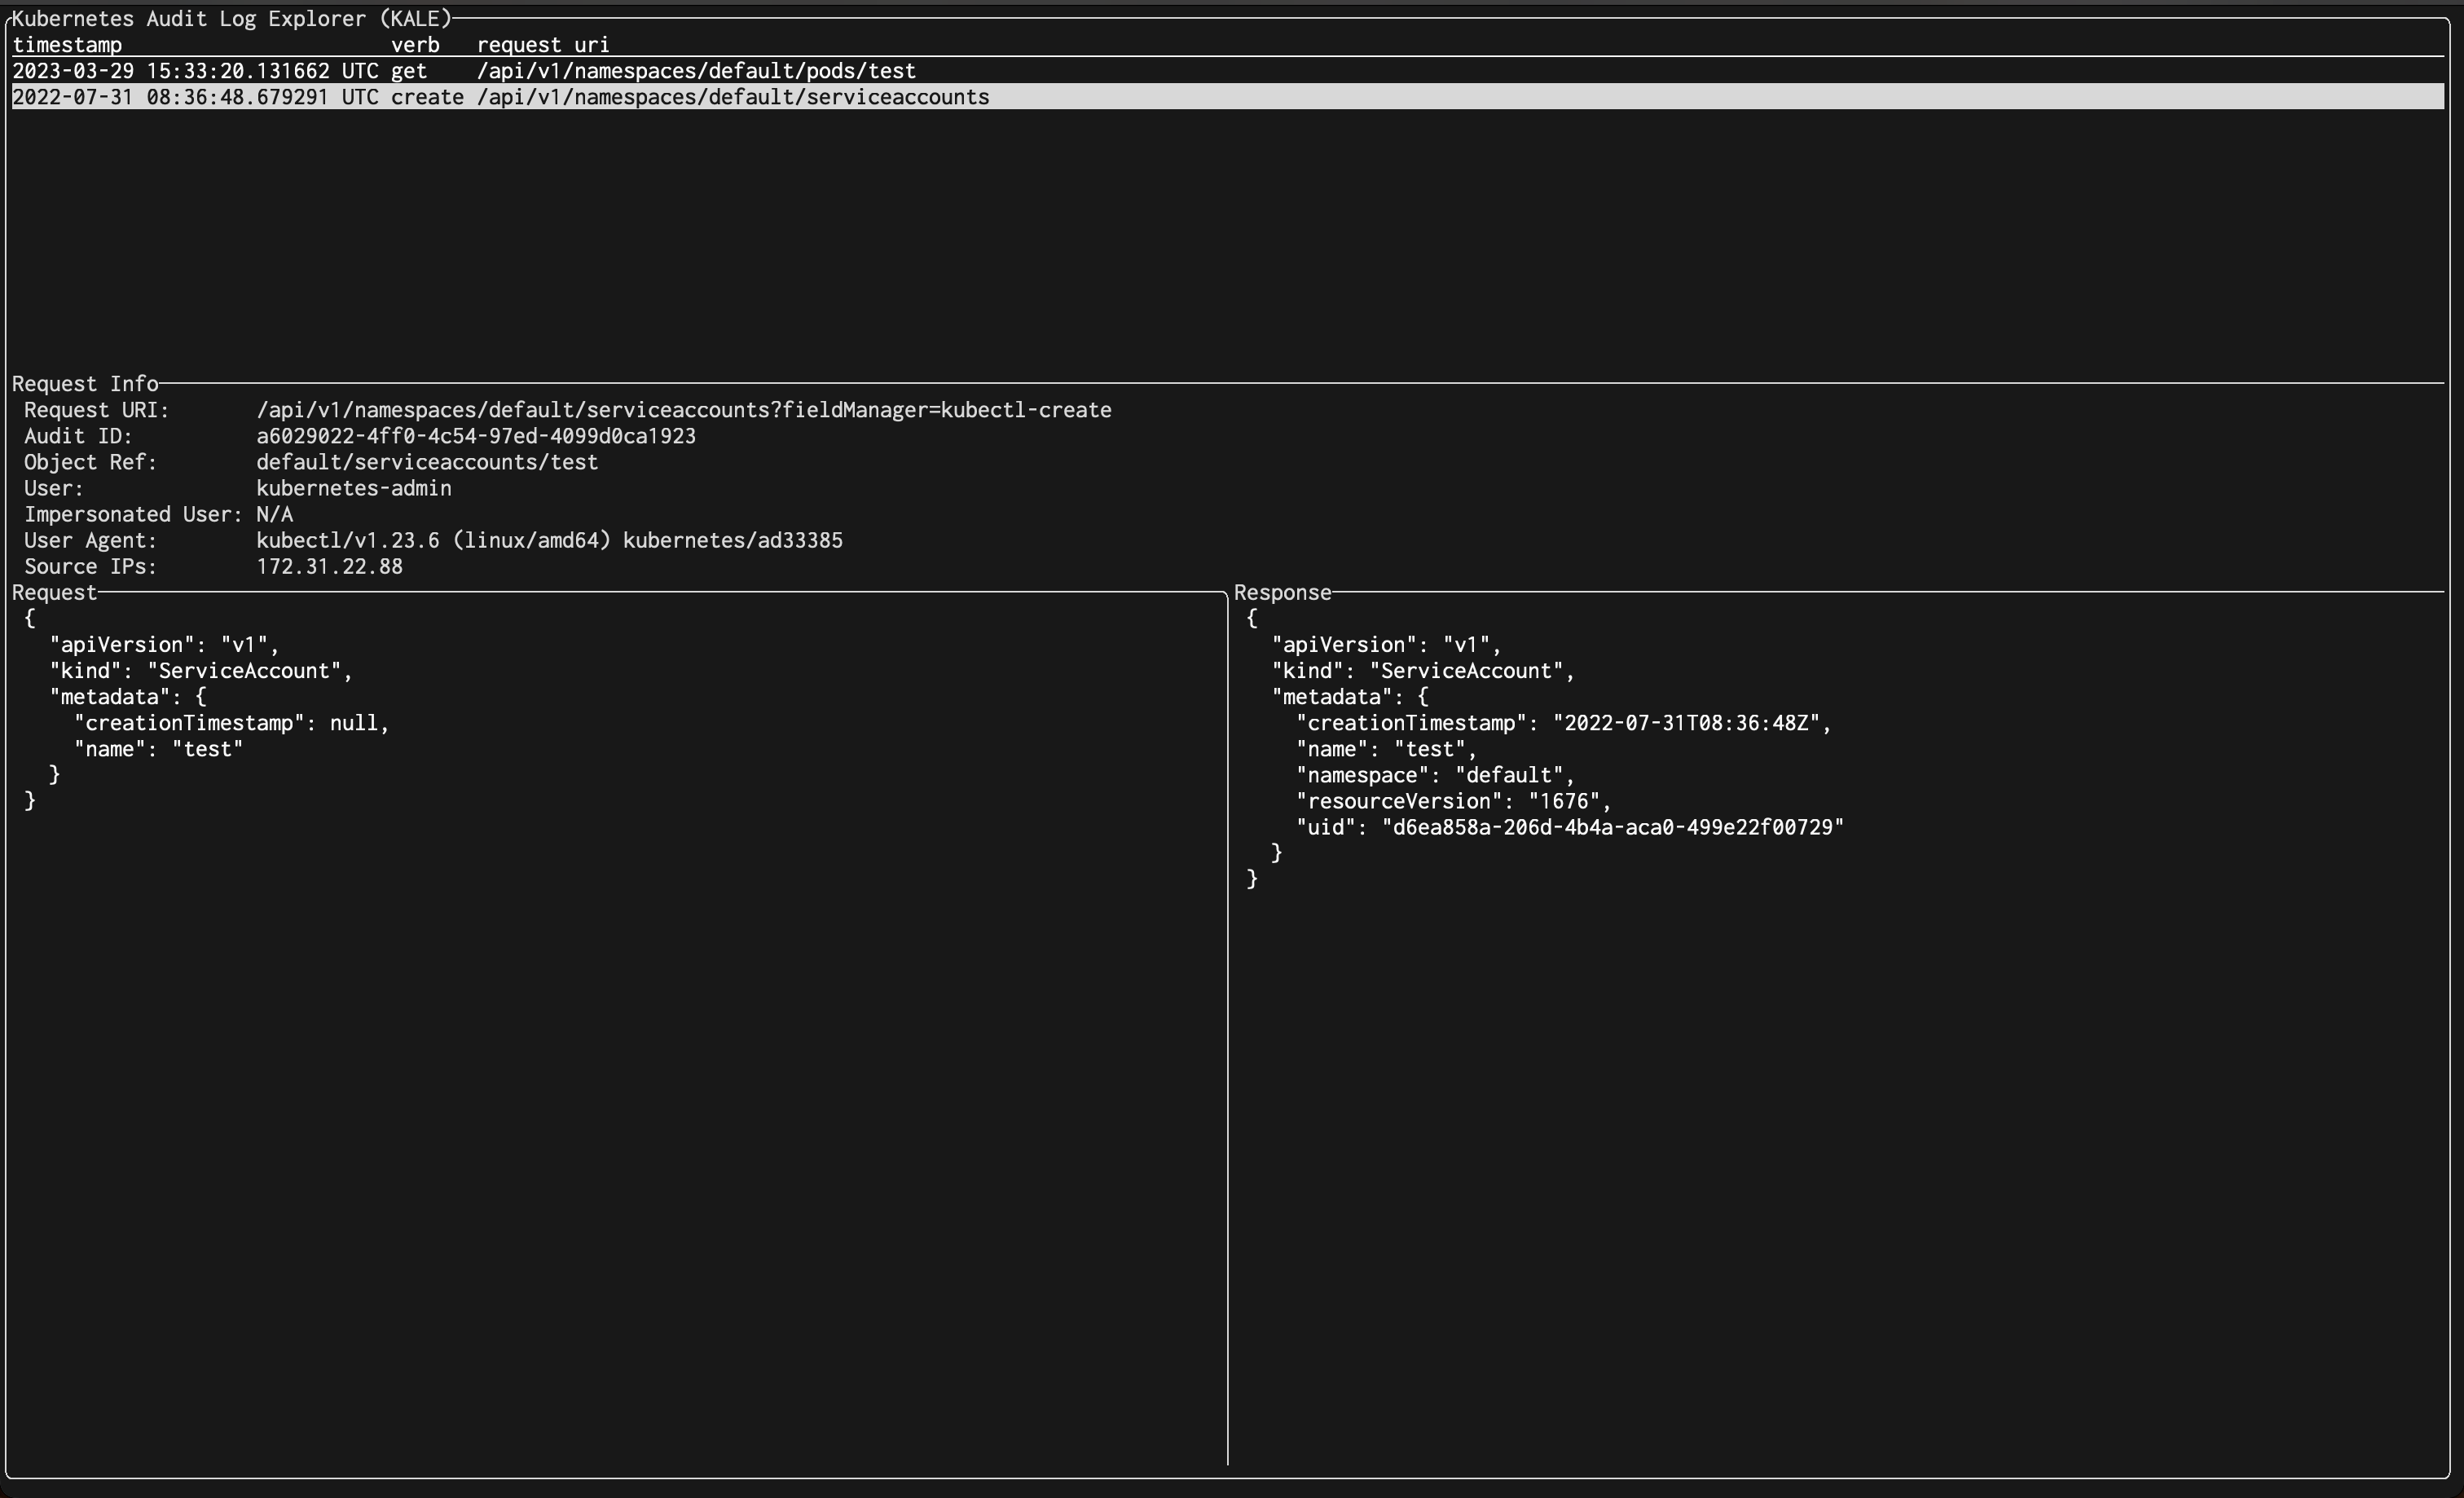 Kubernetes Audit Log Explorer (KALE)
timestamp verb request uri
2023-03-29 15:33:20.131662 UTC get /api/v1/namespaces/default/pods/test
2022-07-31 08:36:48.679291 UTC create /api/v1/namespaces/default/serviceaccounts
Request Info
Request URI: /api/v1/namespaces/default/serviceaccounts?fieldManager=kubectl-create
Audit ID: a6029022-4ff0-4c54-97ed-4099d0ca1923
Object Ref: default/serviceaccounts/test
User: kubernetes-admin
Impersonated User: N/A
User Agent: kubectl/v1.23.6 (linux/amd64) kubernetes/ad33385
Source IPs: 172.31.22.88
Request
{
  "apiVersion": "v1",
  "kind": "ServiceAccount",
  "metadata": {
    "creationTimestamp": null,
    "name": "test"
  }
}
Response
{
  "apiVersion": "v1",
  "kind": "ServiceAccount",
  "metadata": {
    "creationTimestamp": "2022-07-31T08:36:48Z",
    "name": "test",
    "namespace": "default",
    "resourceVersion": "1676",
    "uid": "d6ea858a-206d-4b4a-aca0-499e22f00729"
  }
}